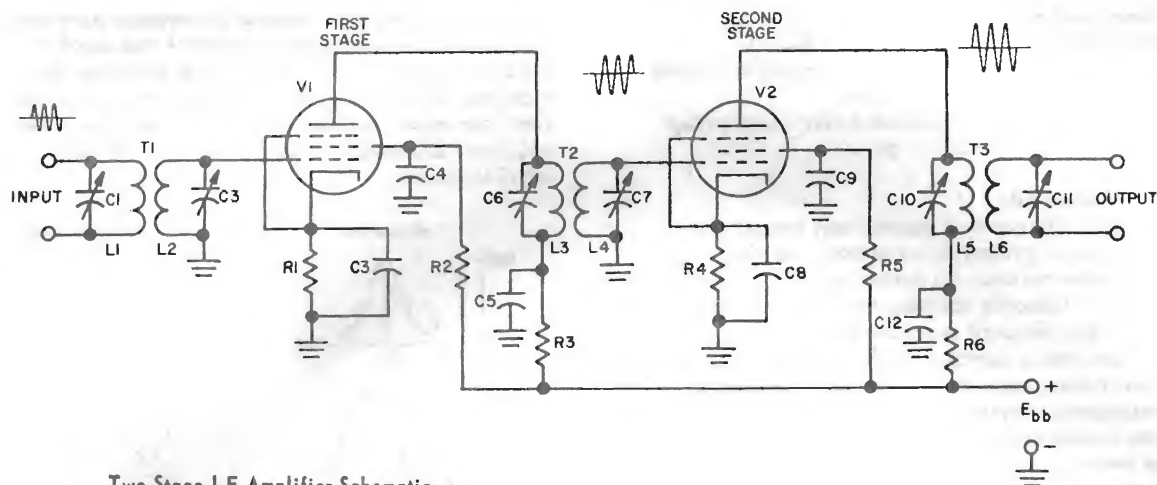 FIRST
STAGE
SECOND
STAGE
V1
V2
T1
C1
C3
INPUT
L1
L2
C4
R1
C3
R2
T2
C6
C7
L3
L4
C5
R3
C9
R4
C8
R5
T3
C10
C11
OUTPUT
L5
L6
C12
R6
+
Ebb
-
Two Stage I-F Amplifier Schematic